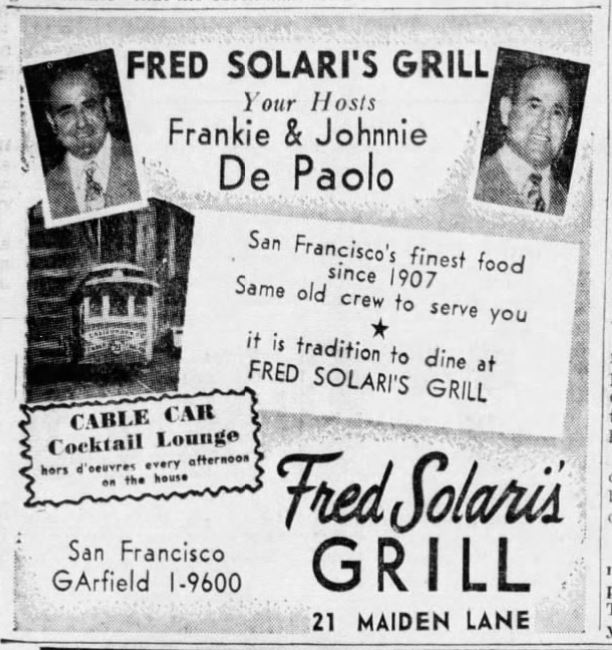 FRED SOLARI'S GRILL
Your Hosts
Frankie & Johnnie
De Paolo
San Francisco's finest food
since 1907
Same old crew to serve you
it is tradition to dine at
FRED SOLARI'S GRILL
CABLE CAR
Cocktail Lounge
hors d'oeuvres every afternoon
on the house
Fred Solari's
GRILL
San Francisco
GArfield 1-9600
21 MAIDEN LANE